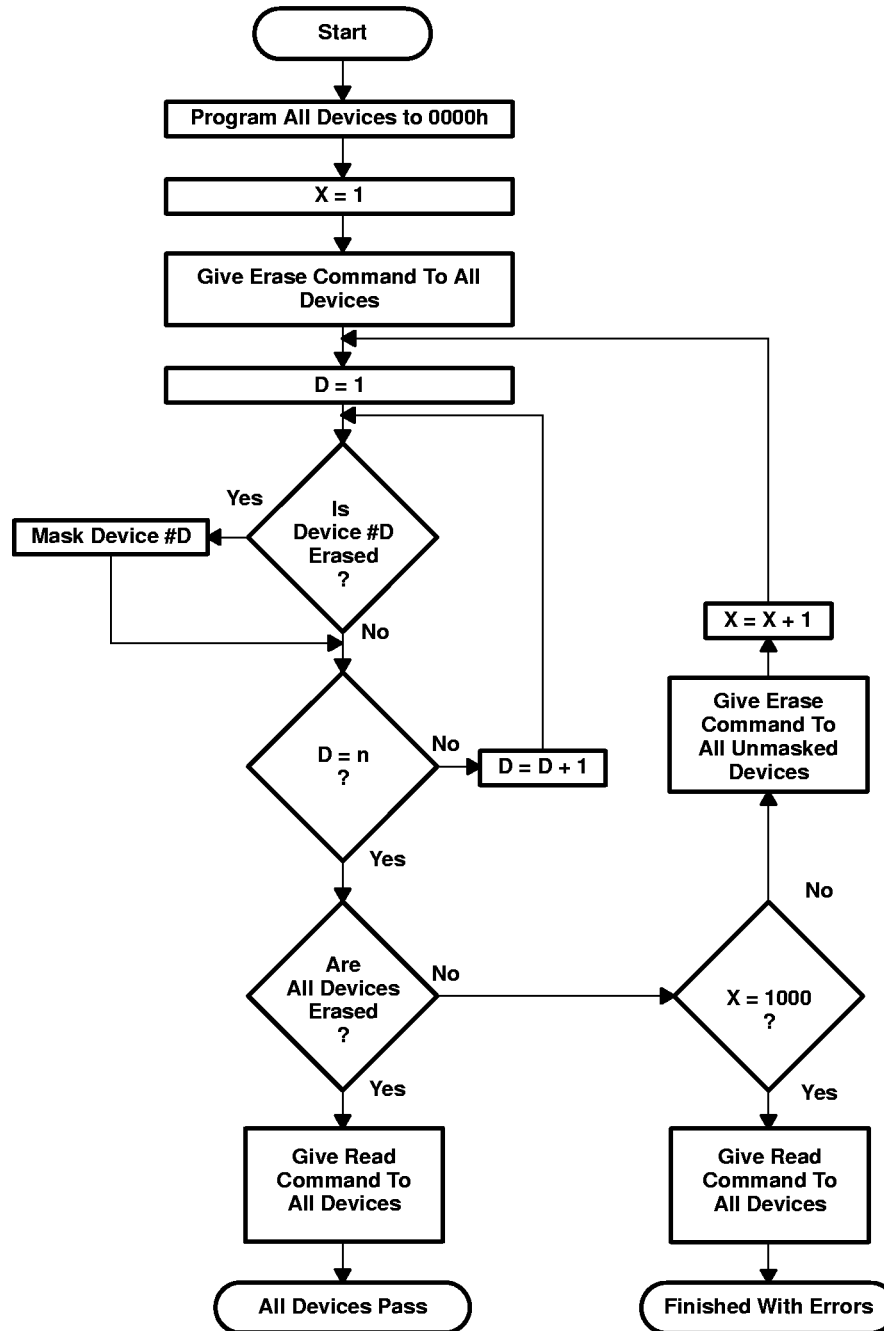 Start
Program All Devices to 0000h
X = 1
Give Erase Command To All
Devices
D = 1
Yes
Is
Device #D
Erased
?
Mask Device #D
No
X = X + 1
Give Erase
Command To
All Unmasked
Devices
D = n
?
No
D = D + 1
Yes
No
Are
All Devices
Erased
?
No
X = 1000
?
Yes
Yes
Give Read
Command To
All Devices
Give Read
Command To
All Devices
All Devices Pass
Finished With Errors